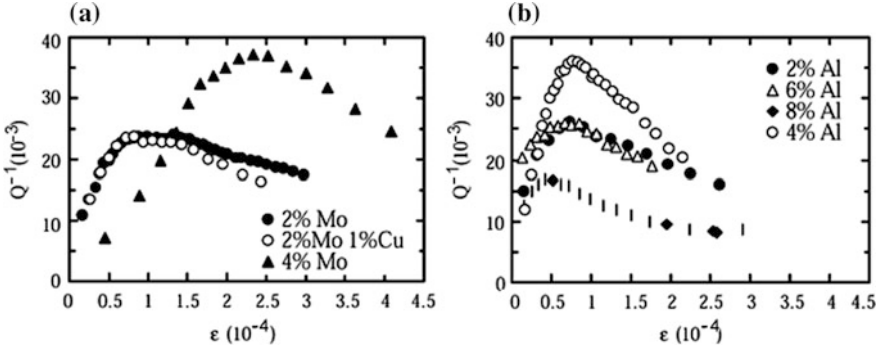 (a)
40
30
20
10
0
Q⁻¹(10⁻³)
0 0.5 1 1.5 2 2.5 3 3.5 4 4.5
ε (10⁻⁴)
2% Mo
2%Mo 1%Cu
4% Mo
(b)
40
30
20
10
0
Q⁻¹(10⁻³)
0 0.5 1 1.5 2 2.5 3 3.5 4 4.5
ε (10⁻⁴)
2% Al
6% Al
8% Al
4% Al